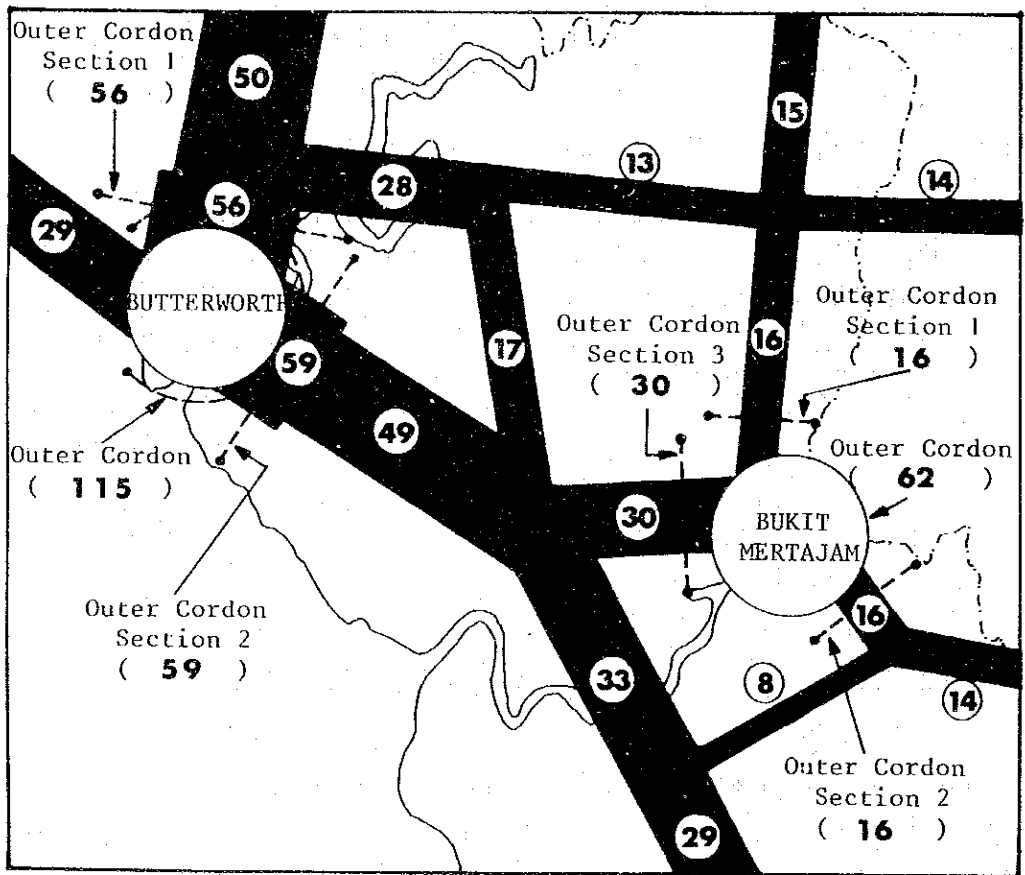 Outer Cordon
Section 1
( 56 )
50
15
13
14
28
56
29
BUTTERWORTH
Outer Cordon
Section 1
( 16 )
Outer Cordon
Section 3
( 30 )
17
16
59
49
Outer Cordon
( 115 )
Outer Cordon
( 62 )
30
BUKIT
MERTAJAM
Outer Cordon
Section 2
( 59 )
16
33
8
14
Outer Cordon
Section 2
( 16 )
29